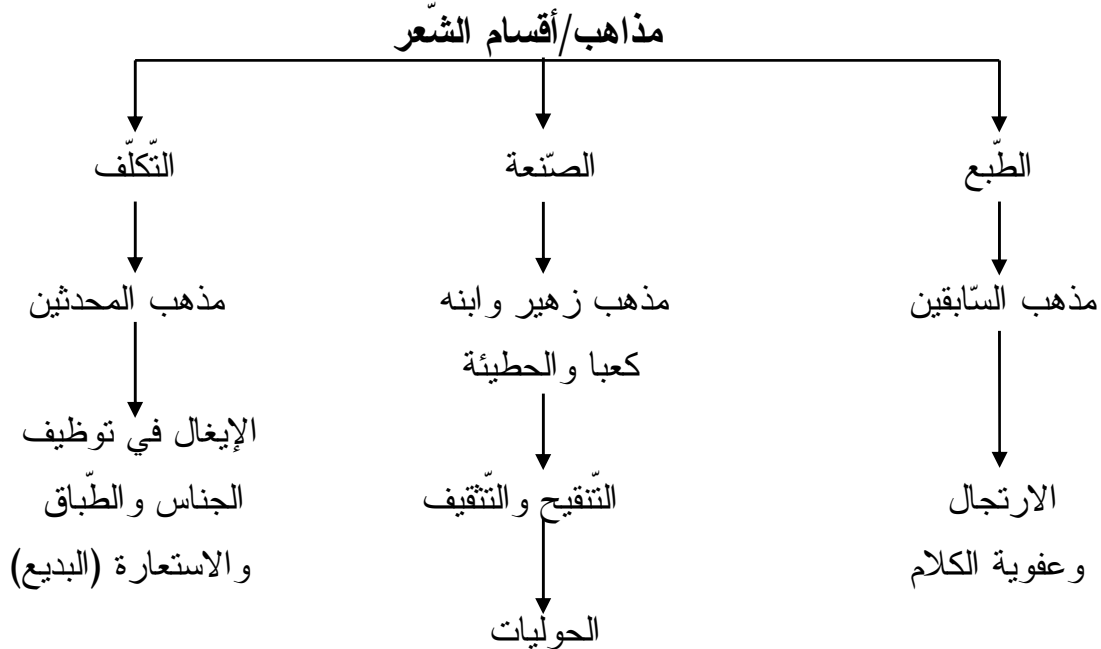 مذاهب/أقسام الشّعر
الطّبع
الصّنعة
التّكلّف
مذهب السّابقين
مذهب زهير وابنه
كعبا والحطيئة
مذهب المحدثين
الارتجال
وعفوية الكلام
التّنقيح والتّثقيف
الحوليات
الإيغال في توظيف
الجناس والطّباق
والاستعارة (البديع)